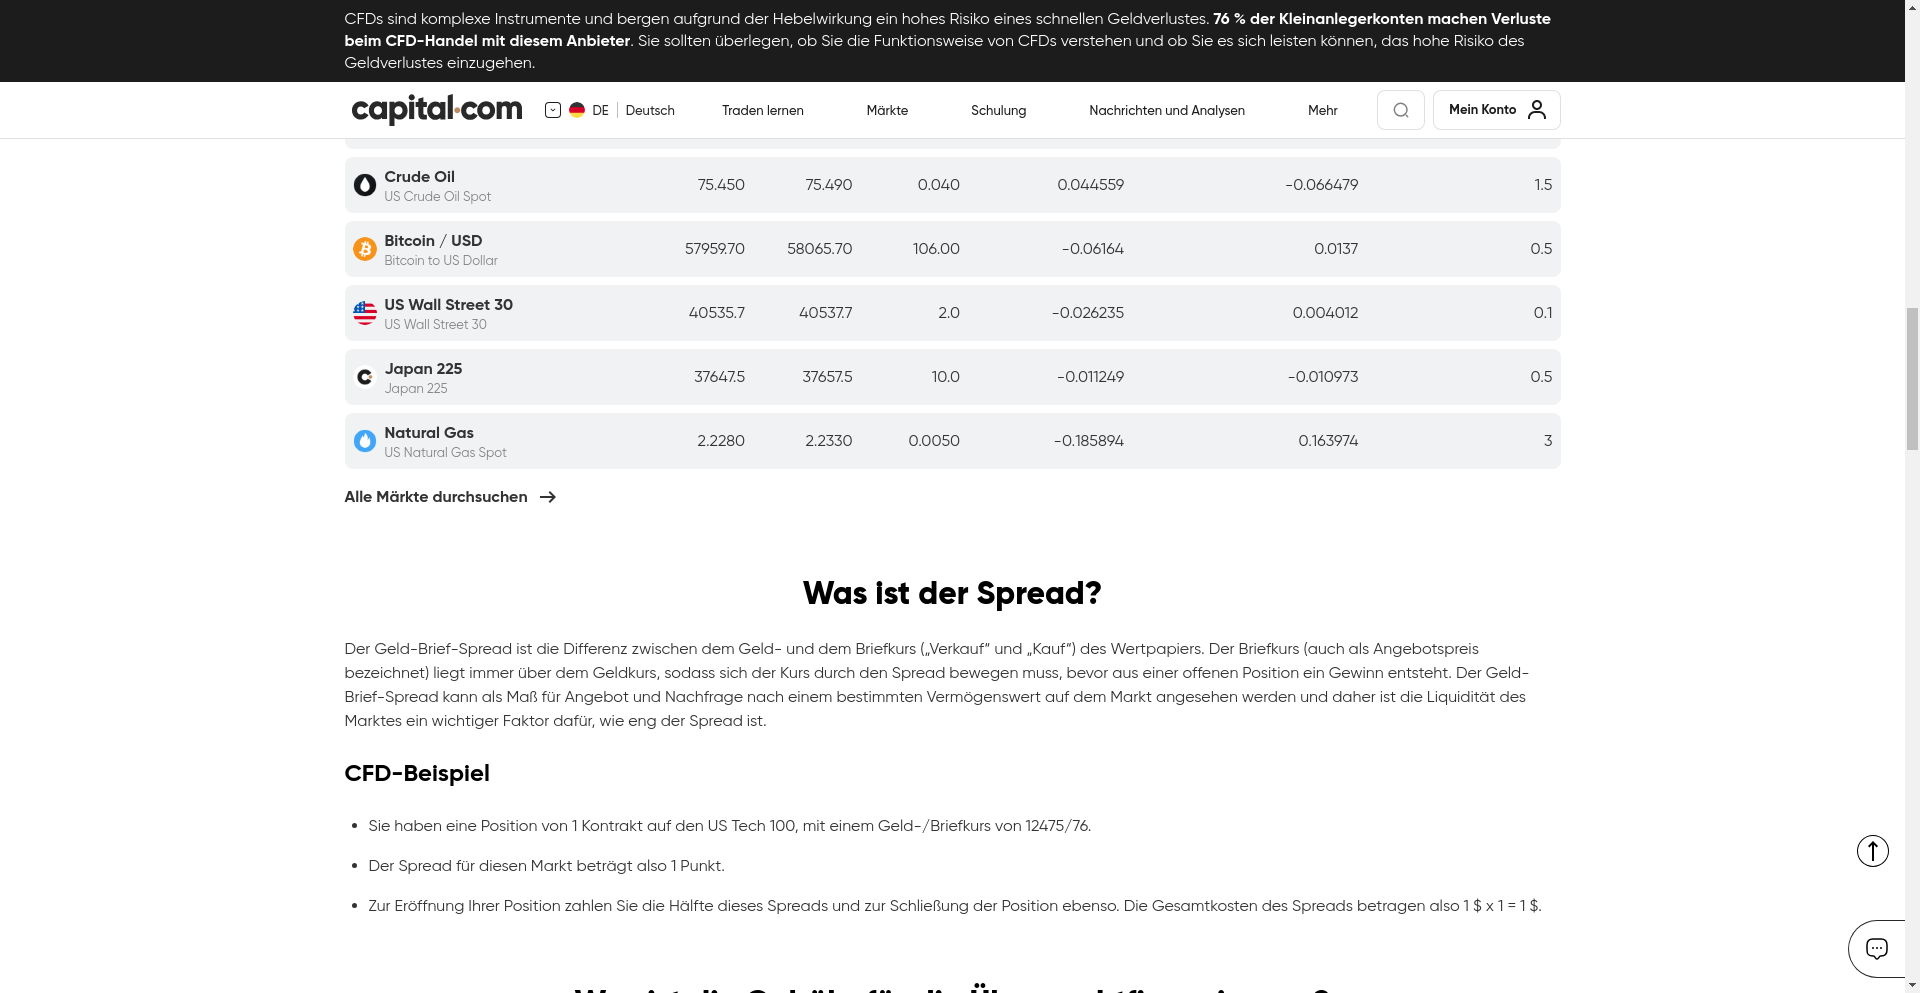 CFDs sind komplexe Instrumente und bergen aufgrund der Hebelwirkung ein hohes Risiko eines schnellen Geldverlustes. 76 % der Kleinanlegerkonten machen Verluste
beim CFD-Handel mit diesem Anbieter. Sie sollten überlegen, ob Sie die Funktionsweise von CFDs verstehen und ob Sie es sich leisten können, das hohe Risiko des
Geldverlustes einzugehen.
capital.com DE Deutsch Traden lernen Märkte Schulung Nachrichten und Analysen Mehr Mein Konto
Crude Oil 75.450 75.490 0.040 0.044559 -0.066479 1.5
US Crude Oil Spot
Bitcoin / USD 57959.70 58065.70 106.00 -0.06164 0.0137 0.5
Bitcoin to US Dollar
US Wall Street 30 40535.7 40537.7 2.0 -0.026235 0.004012 0.1
US Wall Street 30
Japan 225 37647.5 37657.5 10.0 -0.011249 -0.010973 0.5
Japan 225
Natural Gas 2.2280 2.2330 0.0050 -0.185894 0.163974 3
US Natural Gas Spot
Alle Märkte durchsuchen
Was ist der Spread?
Der Geld-Brief-Spread ist die Differenz zwischen dem Geld- und dem Briefkurs („Verkauf“ und „Kauf“) des Wertpapiers. Der Briefkurs (auch als Angebotspreis
bezeichnet) liegt immer über dem Geldkurs, sodass sich der Kurs durch den Spread bewegen muss, bevor aus einer offenen Position ein Gewinn entsteht. Der Geld-
Brief-Spread kann als Maß für Angebot und Nachfrage nach einem bestimmten Vermögenswert auf dem Markt angesehen werden und daher ist die Liquidität des
Marktes ein wichtiger Faktor dafür, wie eng der Spread ist.
CFD-Beispiel
• Sie haben eine Position von 1 Kontrakt auf den US Tech 100, mit einem Geld-/Briefkurs von 12475/76.
• Der Spread für diesen Markt beträgt also 1 Punkt.
• Zur Eröffnung Ihrer Position zahlen Sie die Hälfte dieses Spreads und zur Schließung der Position ebenso. Die Gesamtkosten des Spreads betragen also 1 $ x 1 = 1 $.